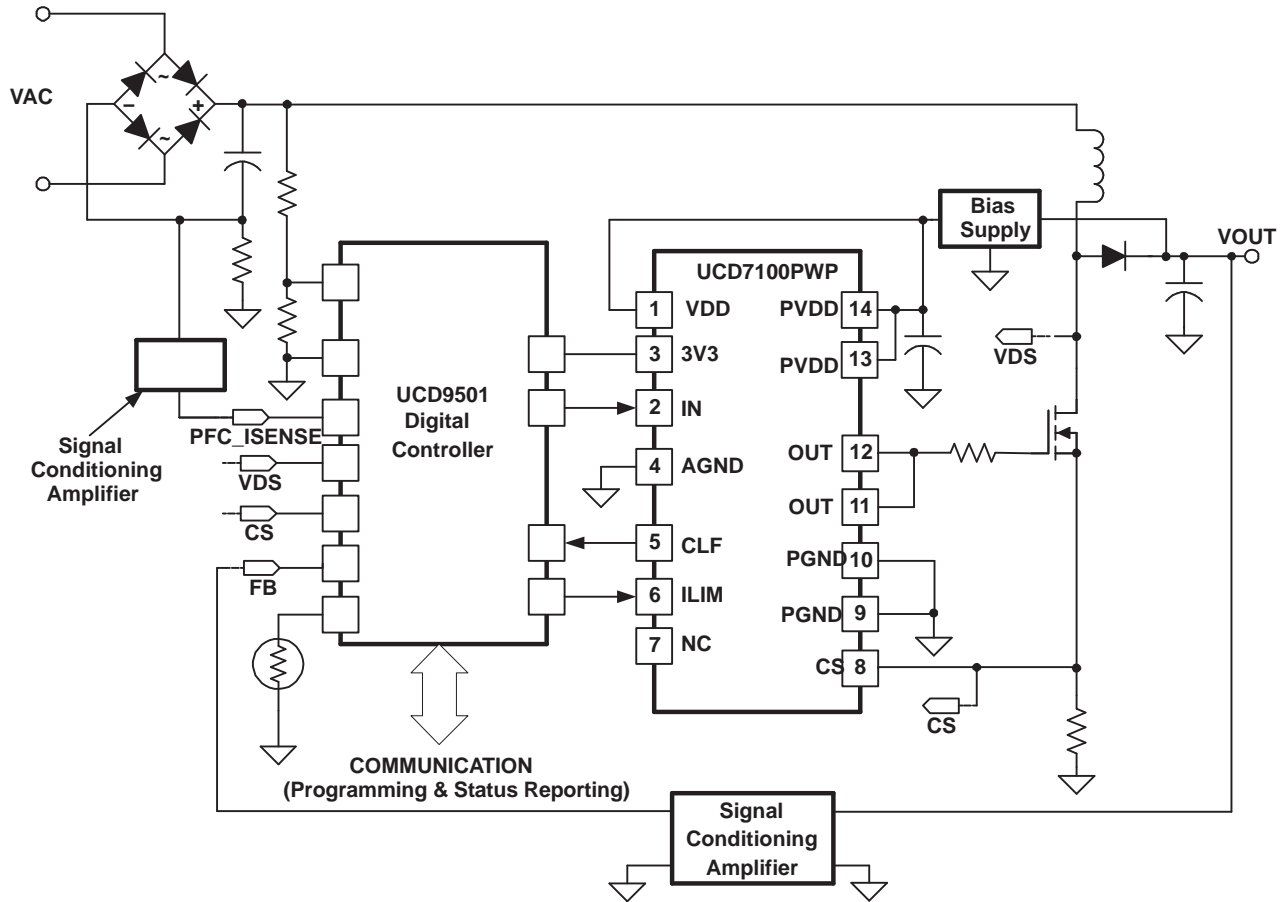 VAC
~
−
+
~
Bias
Supply
VOUT
UCD7100PWP
1
VDD
PVDD
14
3
3V3
PVDD
13
VDS
2
IN
UCD9501
Digital
Controller
Signal
Conditioning
Amplifier
PFC_ISENSE
VDS
CS
FB
4
AGND
OUT
12
OUT
11
5
CLF
PGND
10
6
ILIM
PGND
9
7
NC
CS
8
CS
COMMUNICATION
(Programming & Status Reporting)
Signal
Conditioning
Amplifier